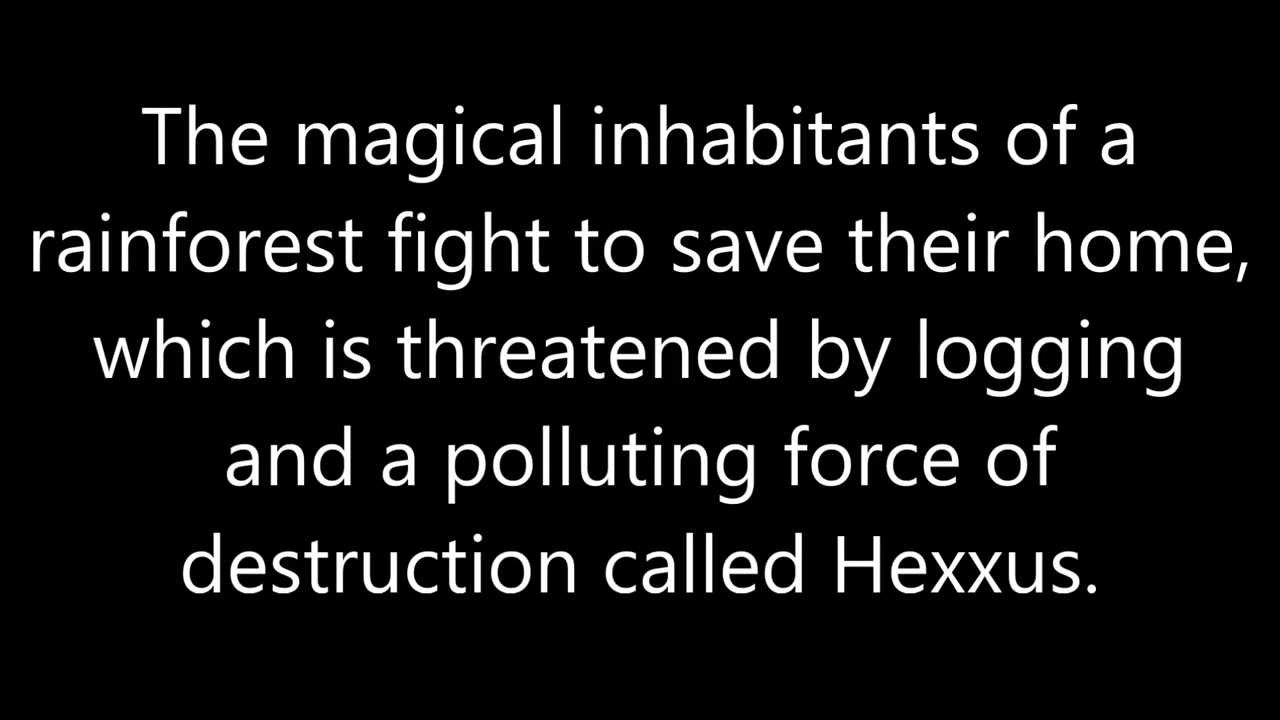 The magical inhabitants of a
rainforest fight to save their home,
which is threatened by logging
and a polluting force of
destruction called Hexxus.